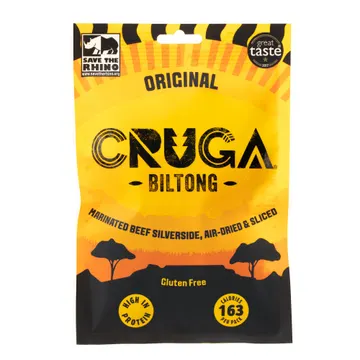 SAVE THE
RHINO
www.savetherhino.org
great
taste
ORIGINAL
CRUGA
BILTONG
MARINATED BEEF SILVERSIDE, AIR-DRIED & SLICED
Gluten Free
HIGH IN
PROTEIN
CALORIES
163
PER PACK